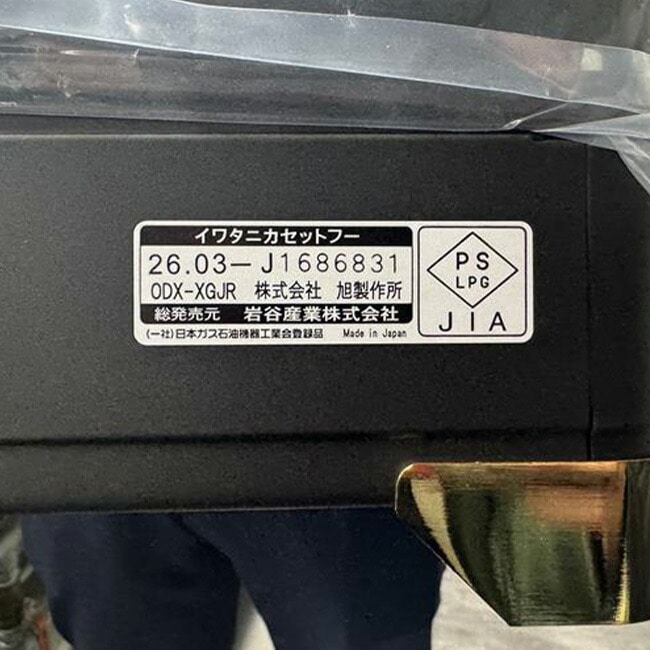 イワタニカセットフー
26.03-J1686831
ODX-XGJR 株式会社 旭製作所
総発売元 岩谷産業株式会社
(一社)日本ガス石油機器工業会登録品 Made in Japan
PS
LPG
JIA